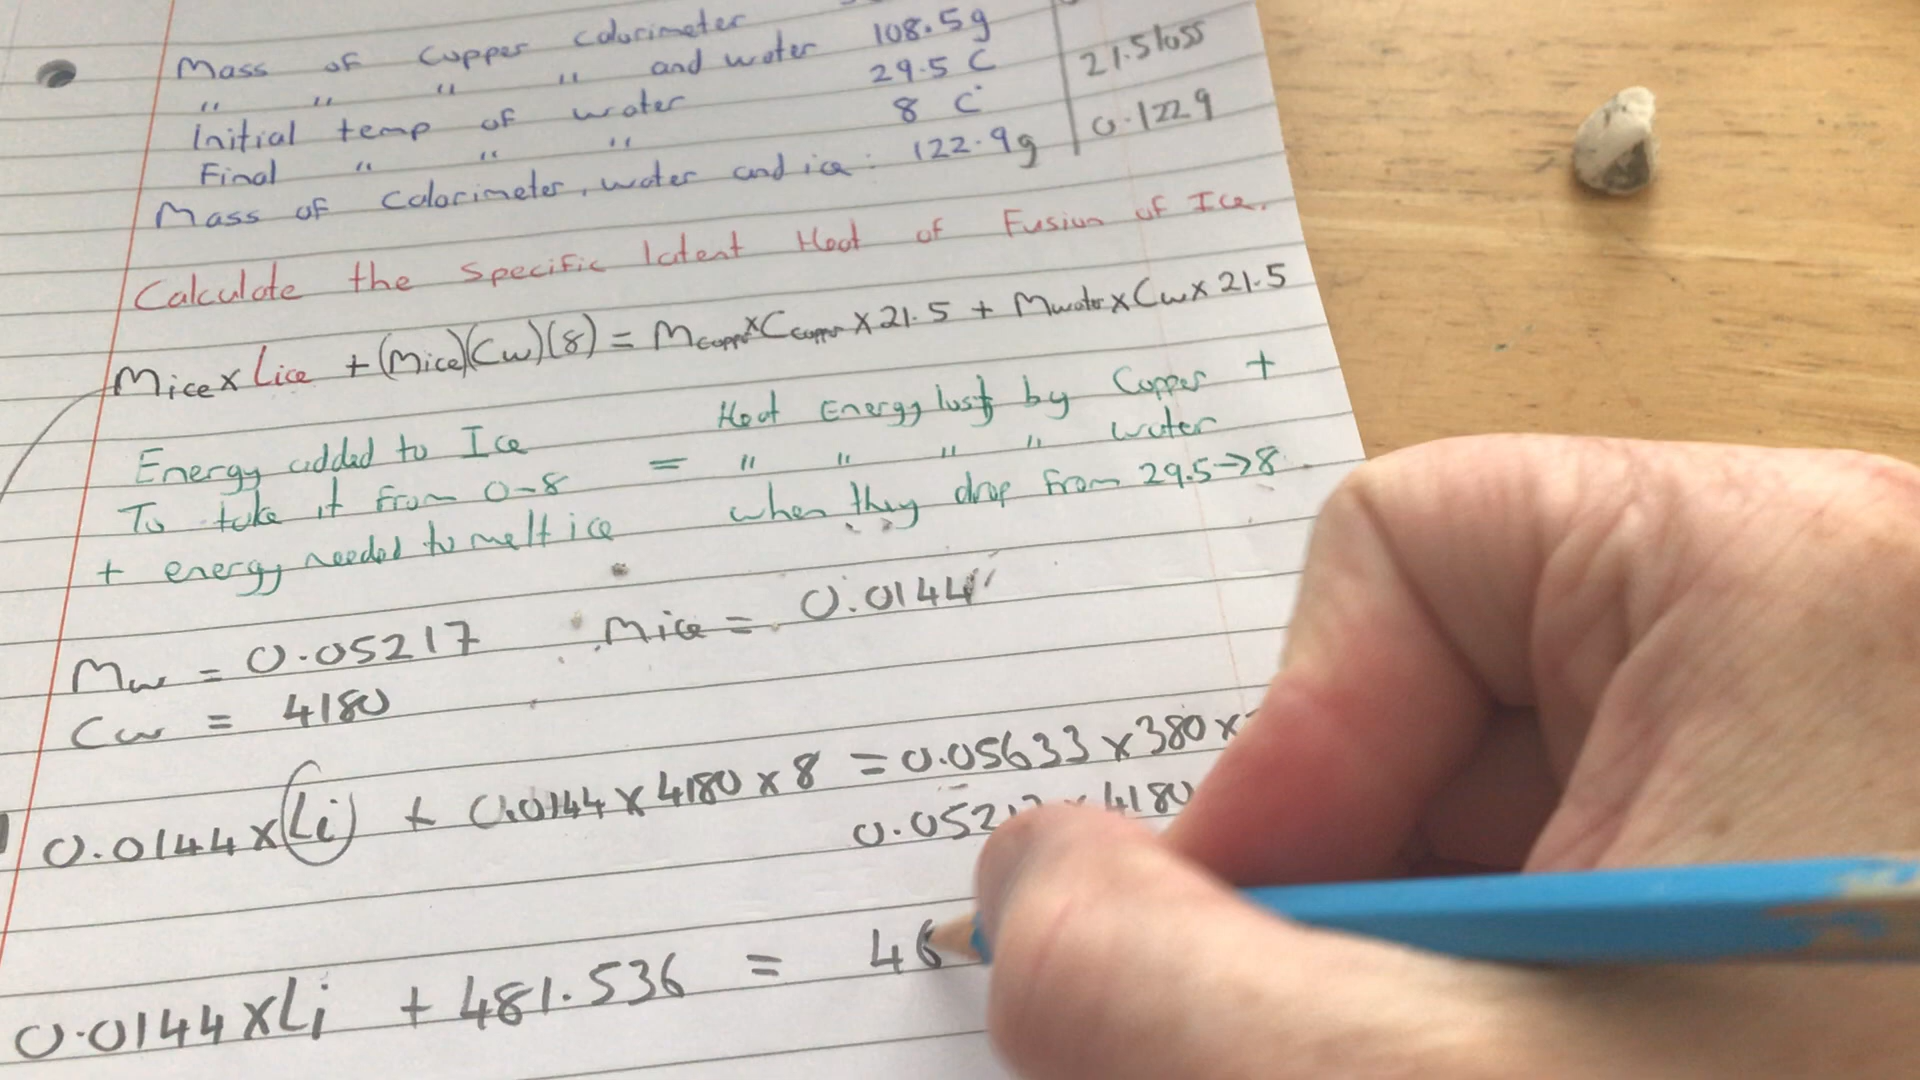 Mass of Copper Calorimeter
" " " " and water 108.5g
Initial temp of water 29.5 C
Final " " " 8 C
Mass of Calorimeter, water and ice : 122.9g
21.5 loss
0.1229
Calculate the Specific latent Heat of Fusion of Ice.
Mice x Lice + (Mice)(Cw)(8) = Mcopper x Ccopper x 21.5 + Mwater x Cw x 21.5
Energy added to Ice
To take it from 0-8
+ energy needed to melt ice
=
Heat Energy lost by Copper +
" " " " water
when they drop from 29.5→8
Mw = 0.05217 Mice = 0.0144
Cw = 4180
0.0144 x (Li) + 0.0144 x 4180 x 8 = 0.05633 x 380 x
0.0521 x 4180
0.0144 x Li + 481.536 = 46